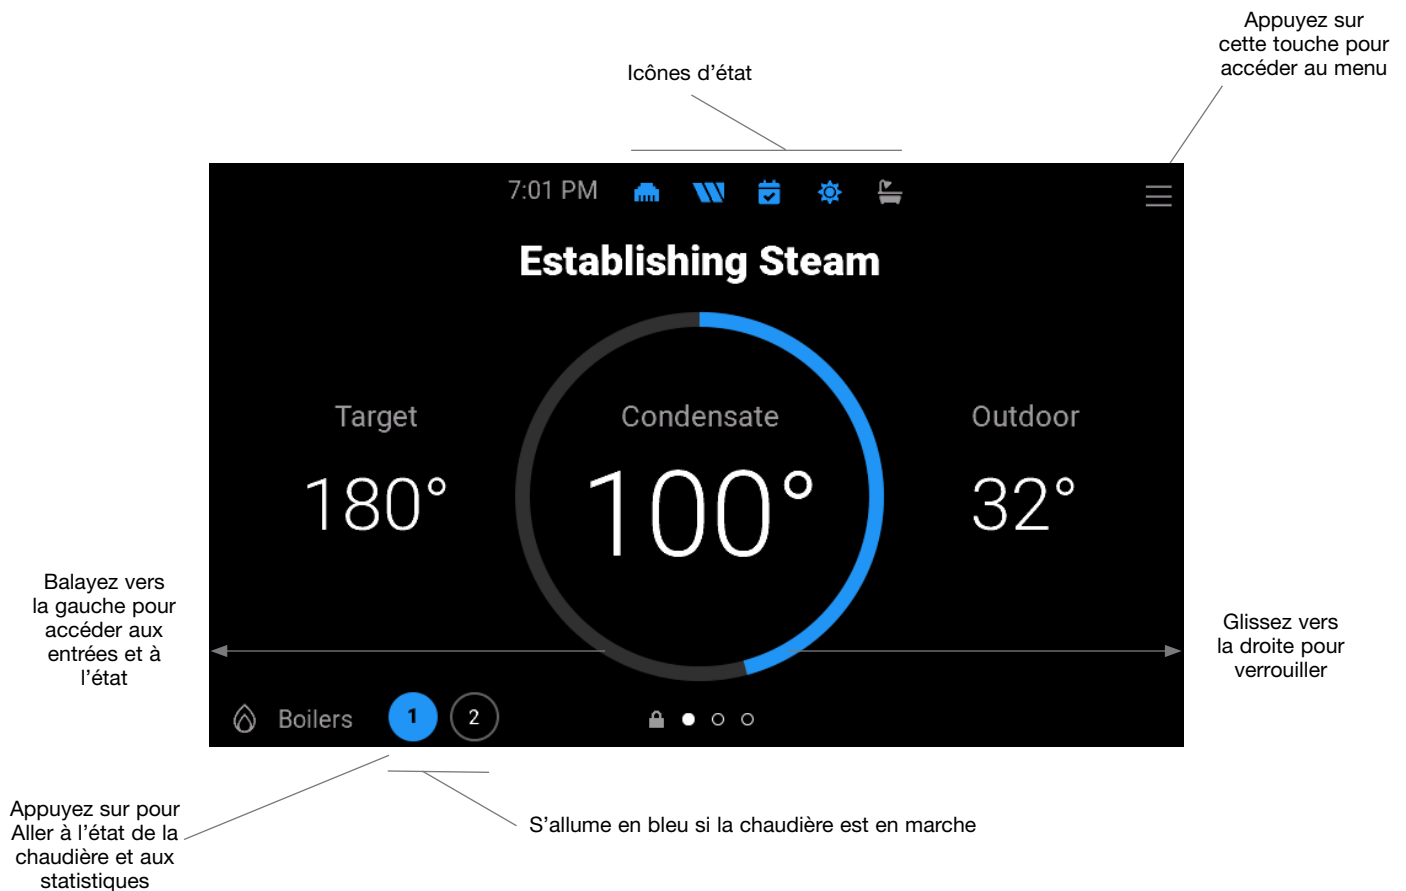 Appuyez sur
cette touche pour
accéder au menu
Icônes d’état
7:01 PM
Establishing Steam
Target
180°
Condensate
100°
Outdoor
32°
Balayez vers
la gauche pour
accéder aux
entrées et à
l’état
Glissez vers
la droite pour
verrouiller
Boilers 1 2
Appuyez sur pour
Aller à l’état de la
chaudière et aux
statistiques
S’allume en bleu si la chaudière est en marche